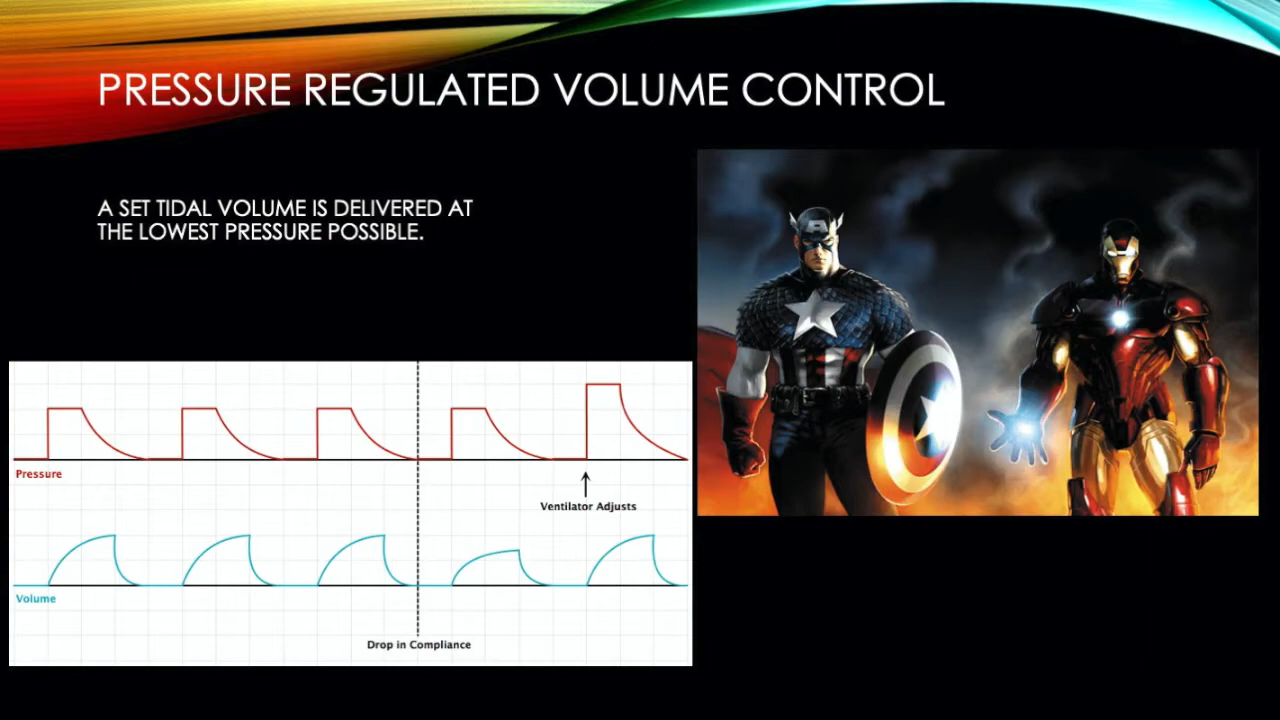 PRESSURE REGULATED VOLUME CONTROL
A SET TIDAL VOLUME IS DELIVERED AT
THE LOWEST PRESSURE POSSIBLE.
Pressure
Ventilator Adjusts
Volume
Drop in Compliance
A